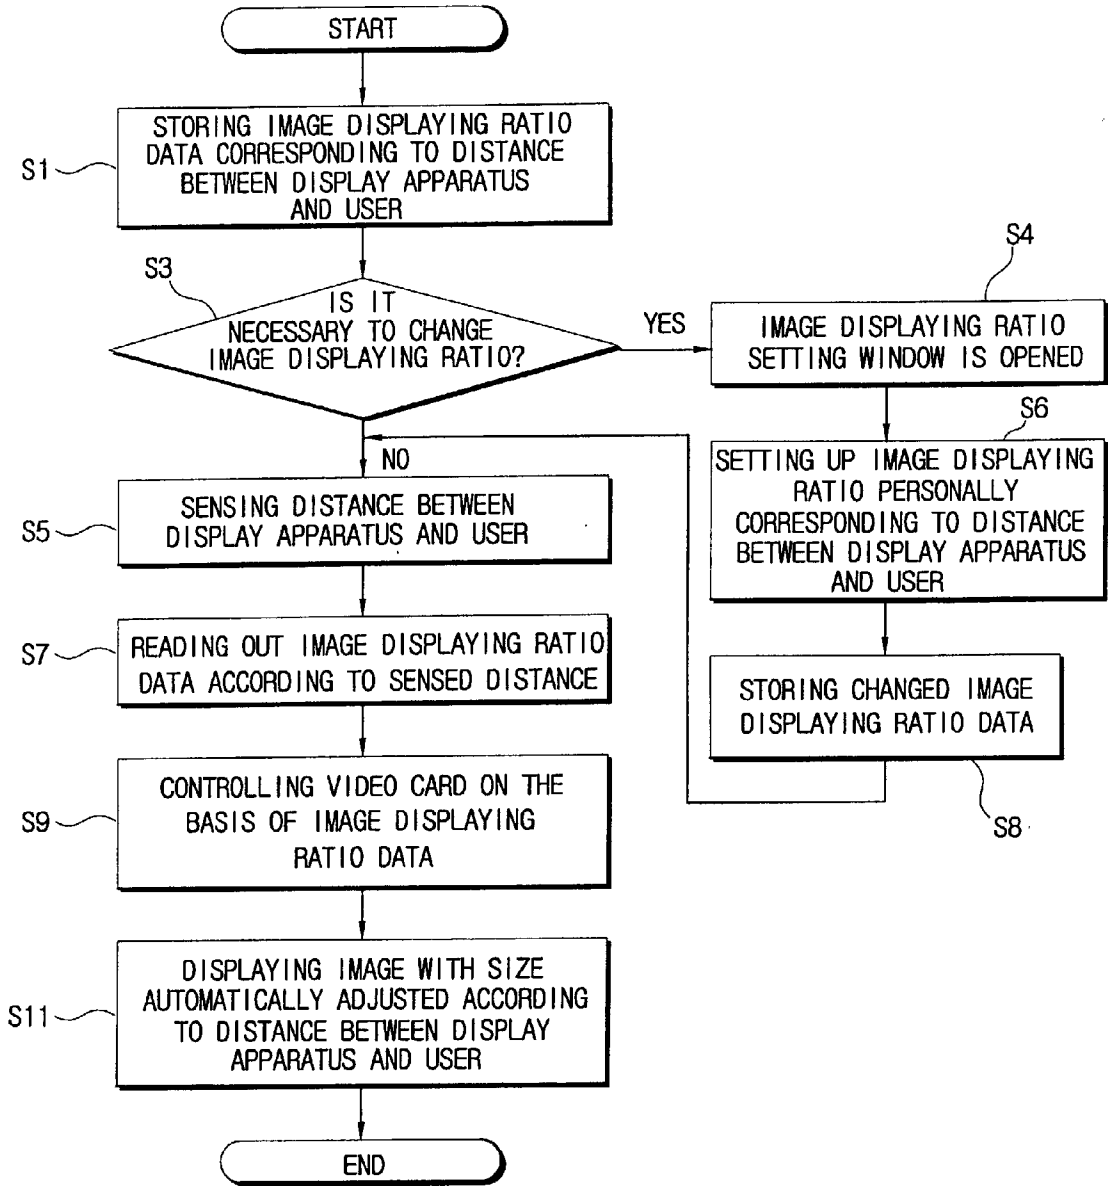 START
STORING IMAGE DISPLAYING RATIO
DATA CORRESPONDING TO DISTANCE
BETWEEN DISPLAY APPARATUS
AND USER
S1
S3
IS IT
NECESSARY TO CHANGE
IMAGE DISPLAYING RATIO?
YES
S4
IMAGE DISPLAYING RATIO
SETTING WINDOW IS OPENED
S6
SETTING UP IMAGE DISPLAYING
RATIO PERSONALLY
CORRESPONDING TO DISTANCE
BETWEEN DISPLAY APPARATUS
AND USER
STORING CHANGED IMAGE
DISPLAYING RATIO DATA
S8
NO
SENSING DISTANCE BETWEEN
DISPLAY APPARATUS AND USER
S5
READING OUT IMAGE DISPLAYING RATIO
DATA ACCORDING TO SENSED DISTANCE
S7
CONTROLLING VIDEO CARD ON THE
BASIS OF IMAGE DISPLAYING
RATIO DATA
S9
DISPLAYING IMAGE WITH SIZE
AUTOMATICALLY ADJUSTED ACCORDING
TO DISTANCE BETWEEN DISPLAY
APPARATUS AND USER
S11
END